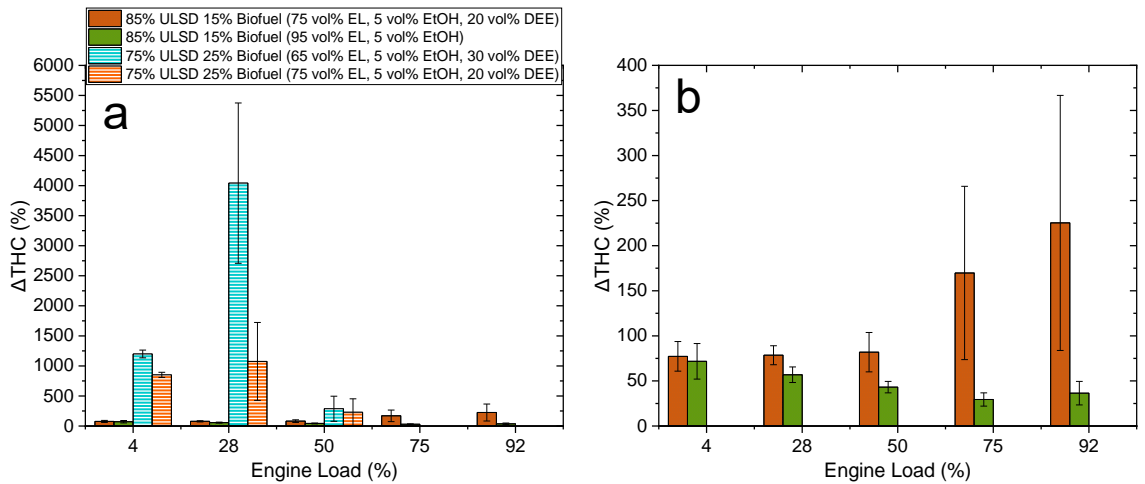 85% ULSD 15% Biofuel (75 vol% EL, 5 vol% EtOH, 20 vol% DEE)
85% ULSD 15% Biofuel (95 vol% EL, 5 vol% EtOH)
75% ULSD 25% Biofuel (65 vol% EL, 5 vol% EtOH, 30 vol% DEE)
75% ULSD 25% Biofuel (75 vol% EL, 5 vol% EtOH, 20 vol% DEE)
a
ΔTHC (%)
6000
5500
5000
4500
4000
3500
3000
2500
2000
1500
1000
500
0
4 28 50 75 92
Engine Load (%)
b
ΔTHC (%)
400
350
300
250
200
150
100
50
0
4 28 50 75 92
Engine Load (%)